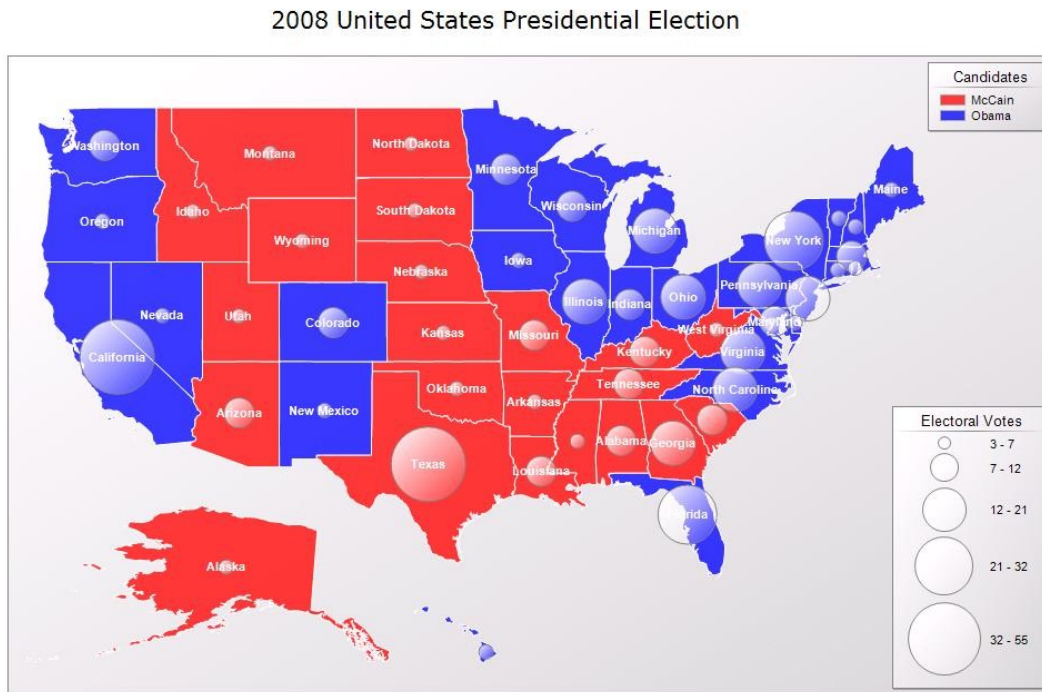 2008 United States Presidential Election
Candidates
McCain
Obama
Washington
Montana
North Dakota
Minnesota
Maine
Oregon
Idaho
South Dakota
Wisconsin
Michigan
New York
Wyoming
Nebraska
Iowa
Pennsylvania
Nevada
Utah
Colorado
Illinois
Indiana
Ohio
Maryland
California
Kansas
Missouri
West Virginia
Kentucky
Virginia
Oklahoma
Tennessee
North Caroline
Arizona
New Mexico
Arkansas
Alabama
Georgia
Texas
Louisiana
Florida
Alaska
Electoral Votes
3 - 7
7 - 12
12 - 21
21 - 32
32 - 55